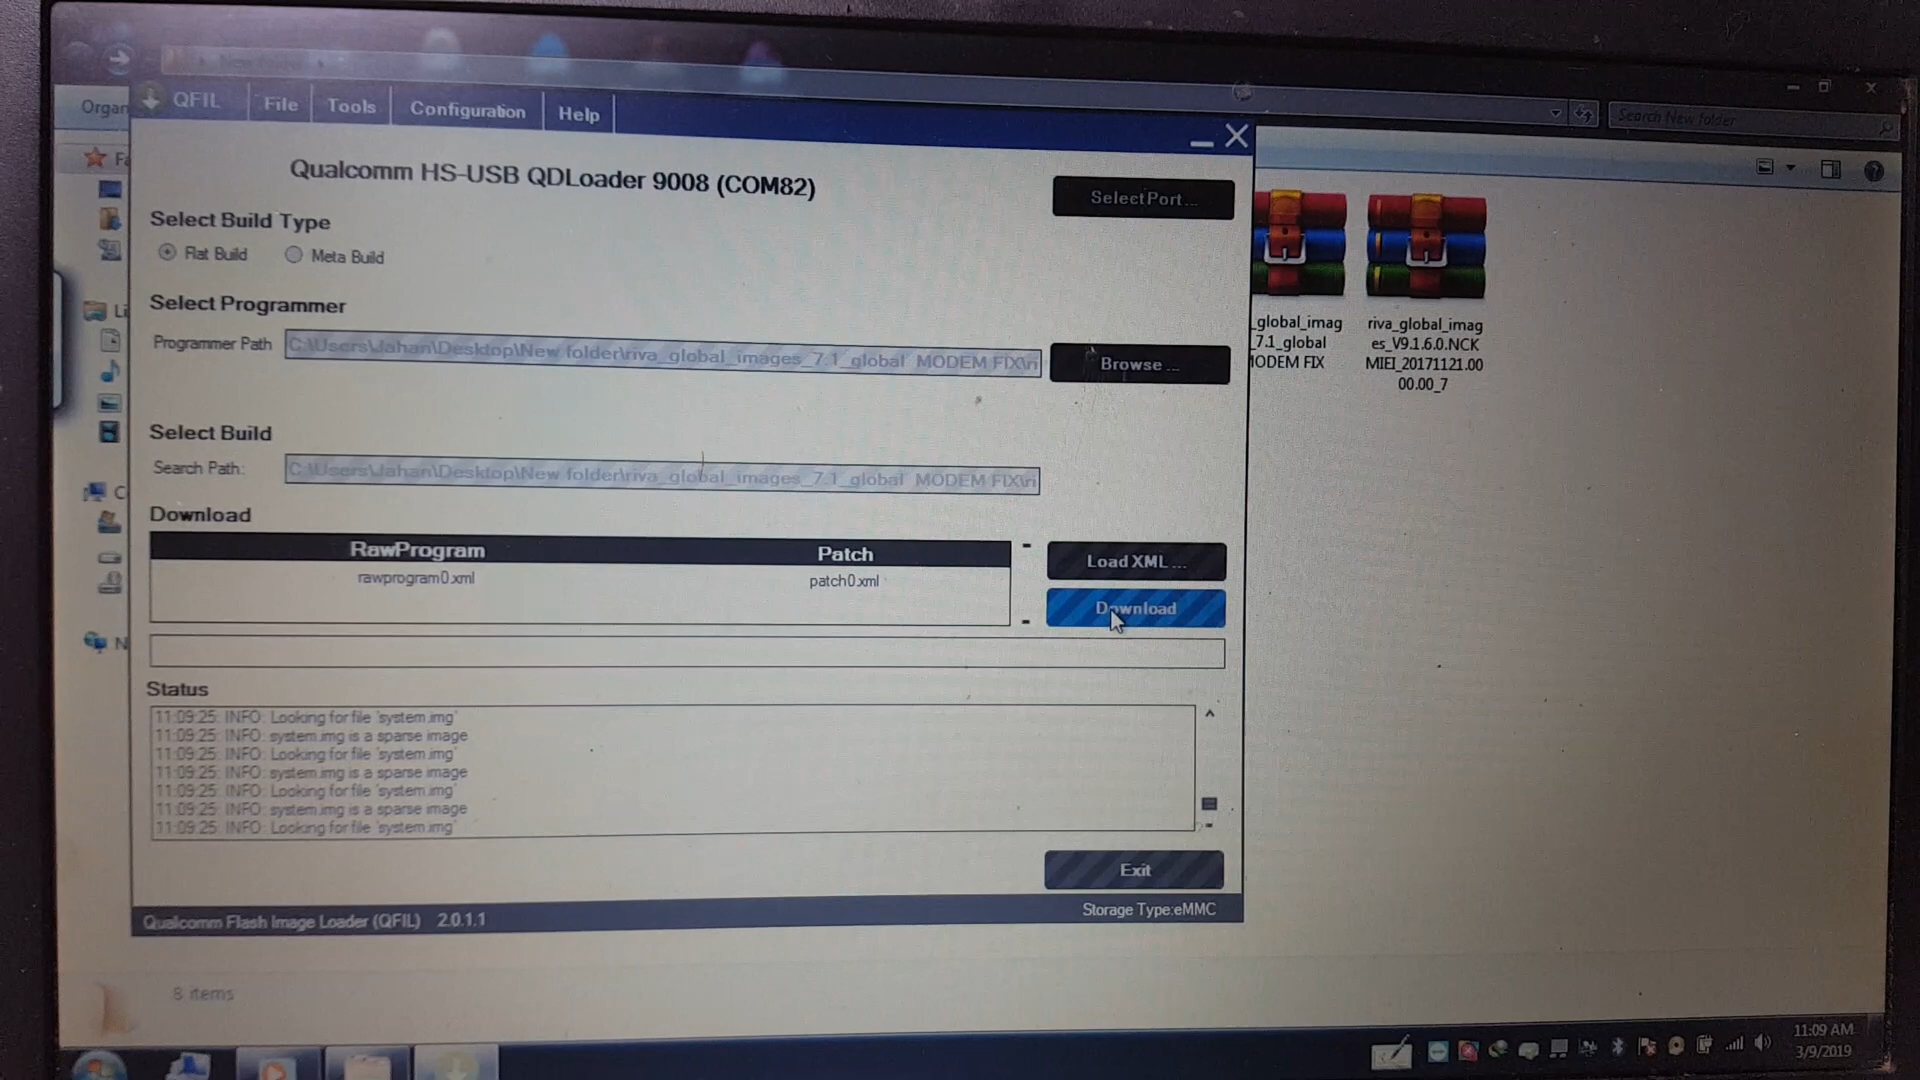 Organ
QFIL File Tools Configuration Help
Search New folder
Qualcomm HS-USB QDLoader 9008 (COM82)
Select Port ...
Select Build Type
Flat Build Meta Build
Select Programmer
Programmer Path C:\Users\Jahan\Desktop\New folder\riva_global_images_7.1_global MODEM FIX\ri
Browse ...
Select Build
Search Path: C:\Users\Jahan\Desktop\New folder\riva_global_images_7.1_global MODEM FIX\ri
Download
RawProgram Patch
rawprogram0.xml patch0.xml
Load XML ...
Download
Status
11:09:25: INFO: Looking for file 'system.img'
11:09:25: INFO: system.img is a sparse image
11:09:25: INFO: Looking for file 'system.img'
11:09:25: INFO: system.img is a sparse image
11:09:25: INFO: Looking for file 'system.img'
11:09:25: INFO: system.img is a sparse image
11:09:25: INFO: Looking for file 'system.img'
Exit
Qualcomm Flash Image Loader (QFIL) 2.0.1.1
Storage Type:eMMC
_global_imag
_7.1_global
MODEM FIX
riva_global_imag
es_V9.1.6.0.NCK
MIEI_20171121.00
00.00_7
8 items
11:09 AM
3/9/2019